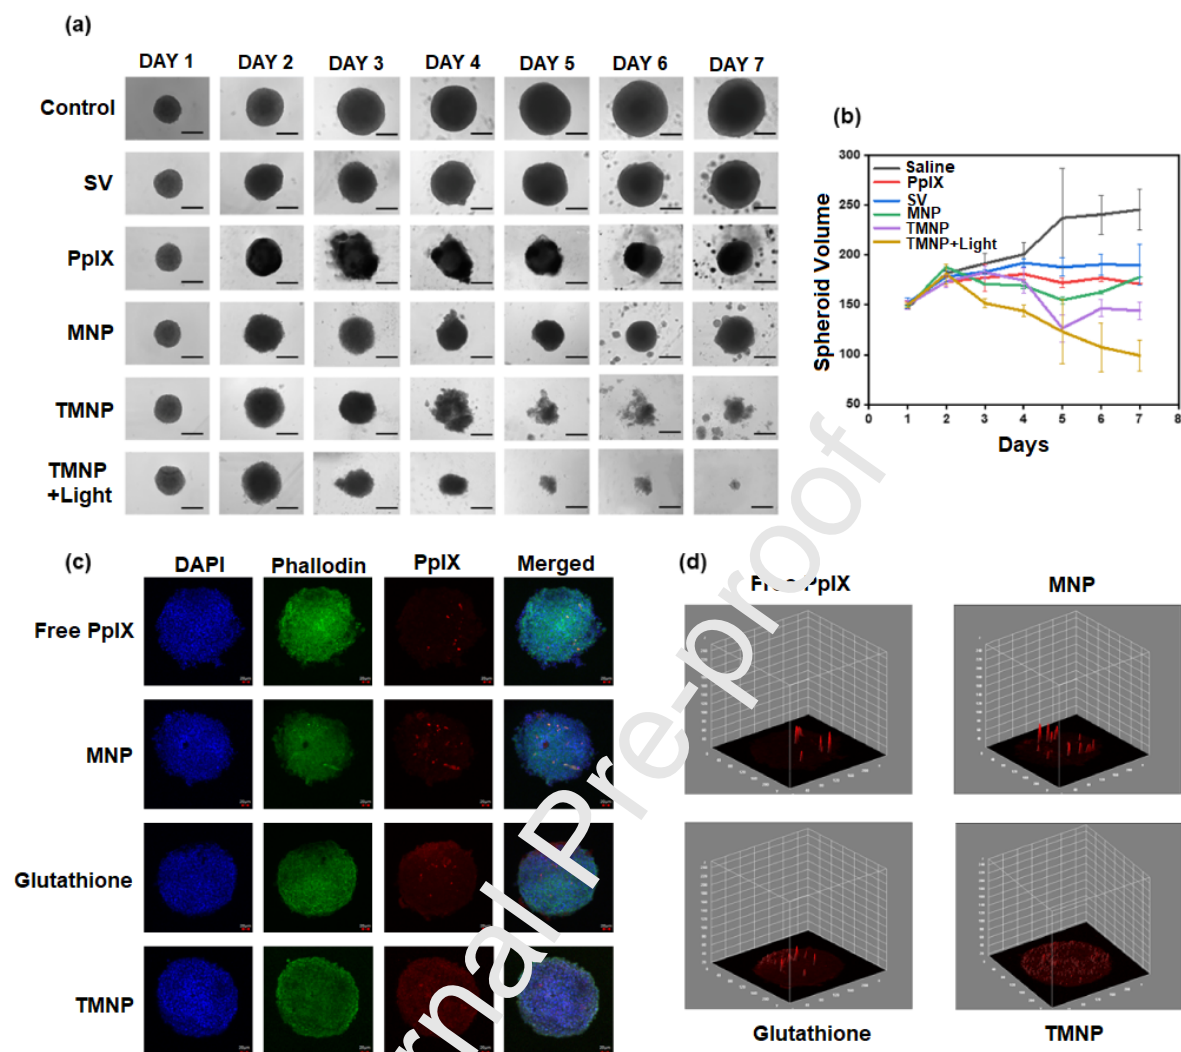 (a)
DAY 1 DAY 2 DAY 3 DAY 4 DAY 5 DAY 6 DAY 7
Control
SV
PpIX
MNP
TMNP
TMNP
+Light
(b)
300
250
200
150
100
50
0 1 2 3 4 5 6 7 8
Spheroid Volume
Days
Saline
PpIX
SV
MNP
TMNP
TMNP+Light
(c)
DAPI Phallodin PpIX Merged
Free PpIX
MNP
Glutathione
TMNP
(d)
Free PpIX MNP
Glutathione TMNP
rnal Pre-proof